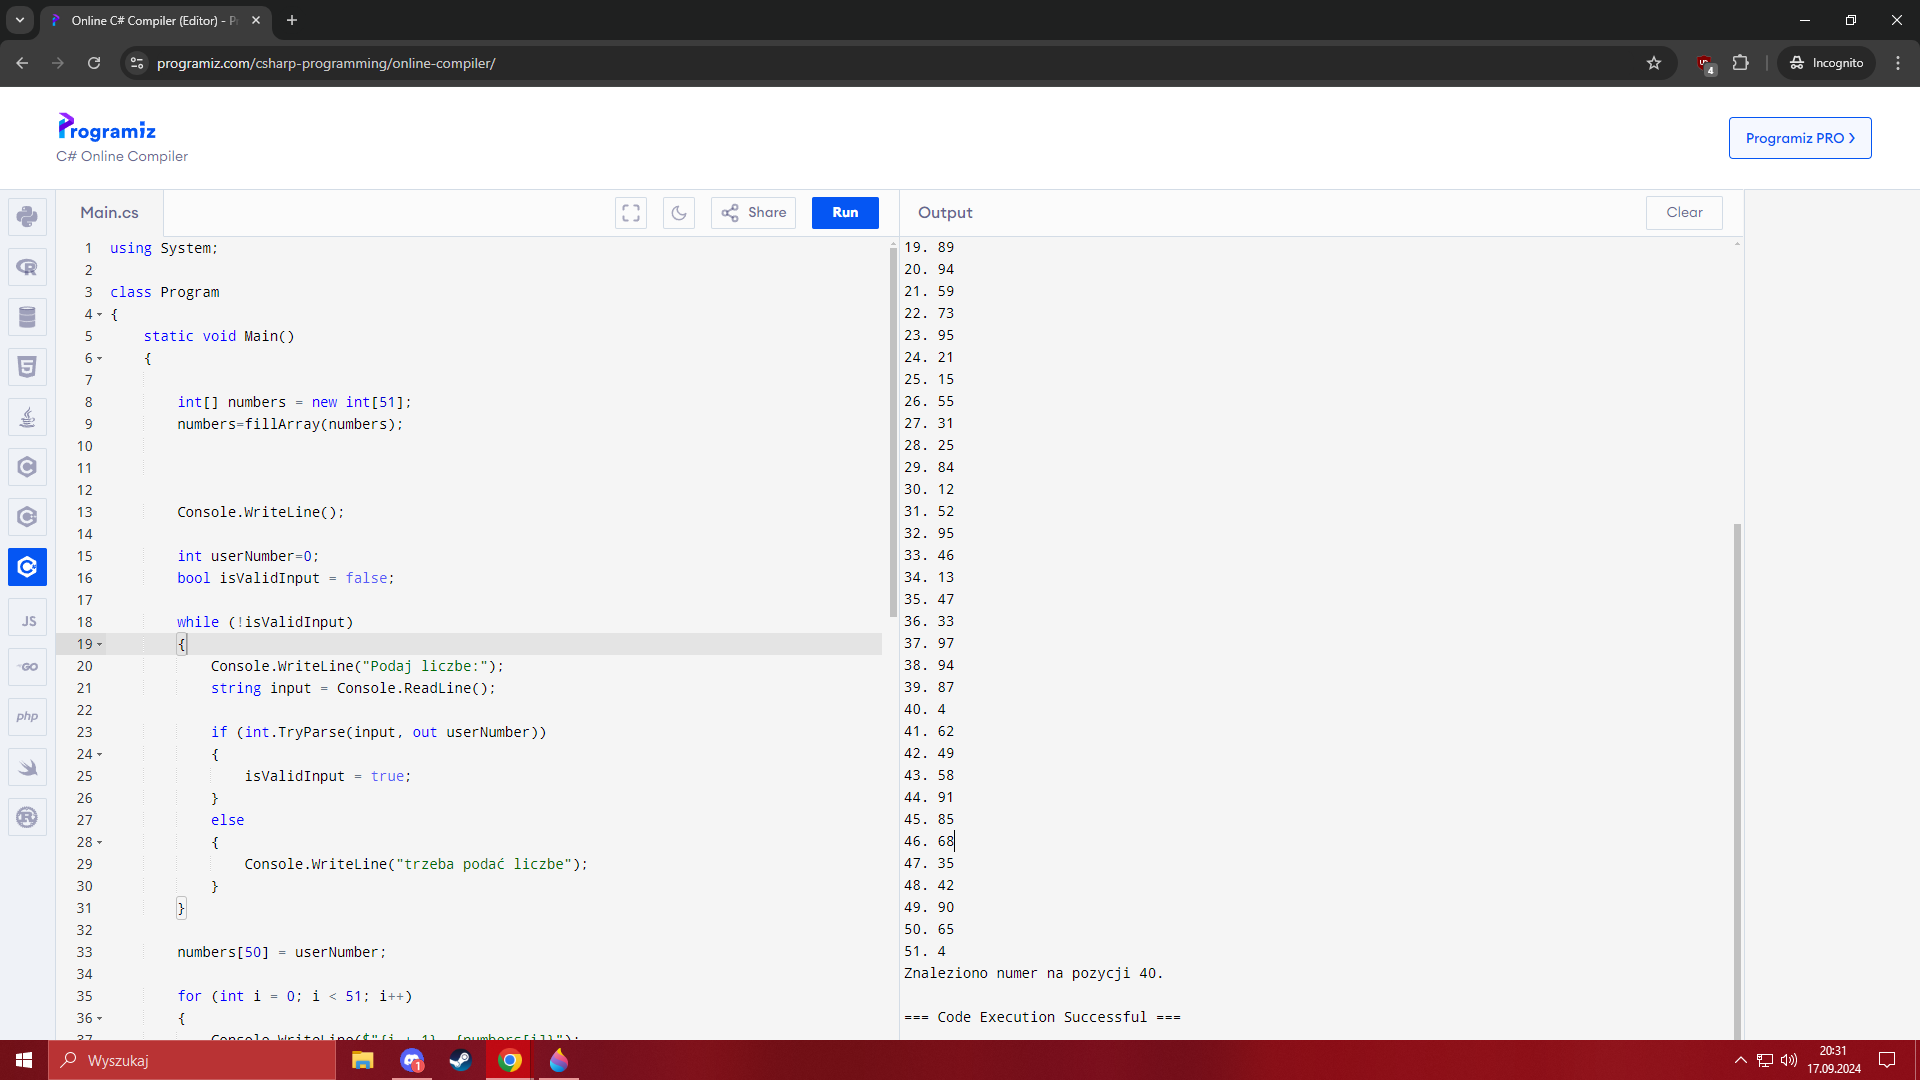 Online C# Compiler (Editor) - P
programiz.com/csharp-programming/online-compiler/
4
Incognito
Programiz
C# Online Compiler
Programiz PRO
Main.cs
Share
Run
Output
Clear
1 using System;
2
3 class Program
4 {
5 static void Main()
6 {
7
8 int[] numbers = new int[51];
9 numbers=fillArray(numbers);
10
11
12
13 Console.WriteLine();
14
15 int userNumber=0;
16 bool isValidInput = false;
17
18 while (!isValidInput)
19 {
20 Console.WriteLine("Podaj liczbe:");
21 string input = Console.ReadLine();
22
23 if (int.TryParse(input, out userNumber))
24 {
25 isValidInput = true;
26 }
27 else
28 {
29 Console.WriteLine("trzeba podać liczbe");
30 }
31 }
32
33 numbers[50] = userNumber;
34
35 for (int i = 0; i < 51; i++)
36 {
37 Console.WriteLine($"{i + 1}. {numbers[i]}");
19. 89
20. 94
21. 59
22. 73
23. 95
24. 21
25. 15
26. 55
27. 31
28. 25
29. 84
30. 12
31. 52
32. 95
33. 46
34. 13
35. 47
36. 33
37. 97
38. 94
39. 87
40. 4
41. 62
42. 49
43. 58
44. 91
45. 85
46. 68
47. 35
48. 42
49. 90
50. 65
51. 4
Znaleziono numer na pozycji 40.
=== Code Execution Successful ===
JS
GO
php
Wyszukaj
1
20:31
17.09.2024